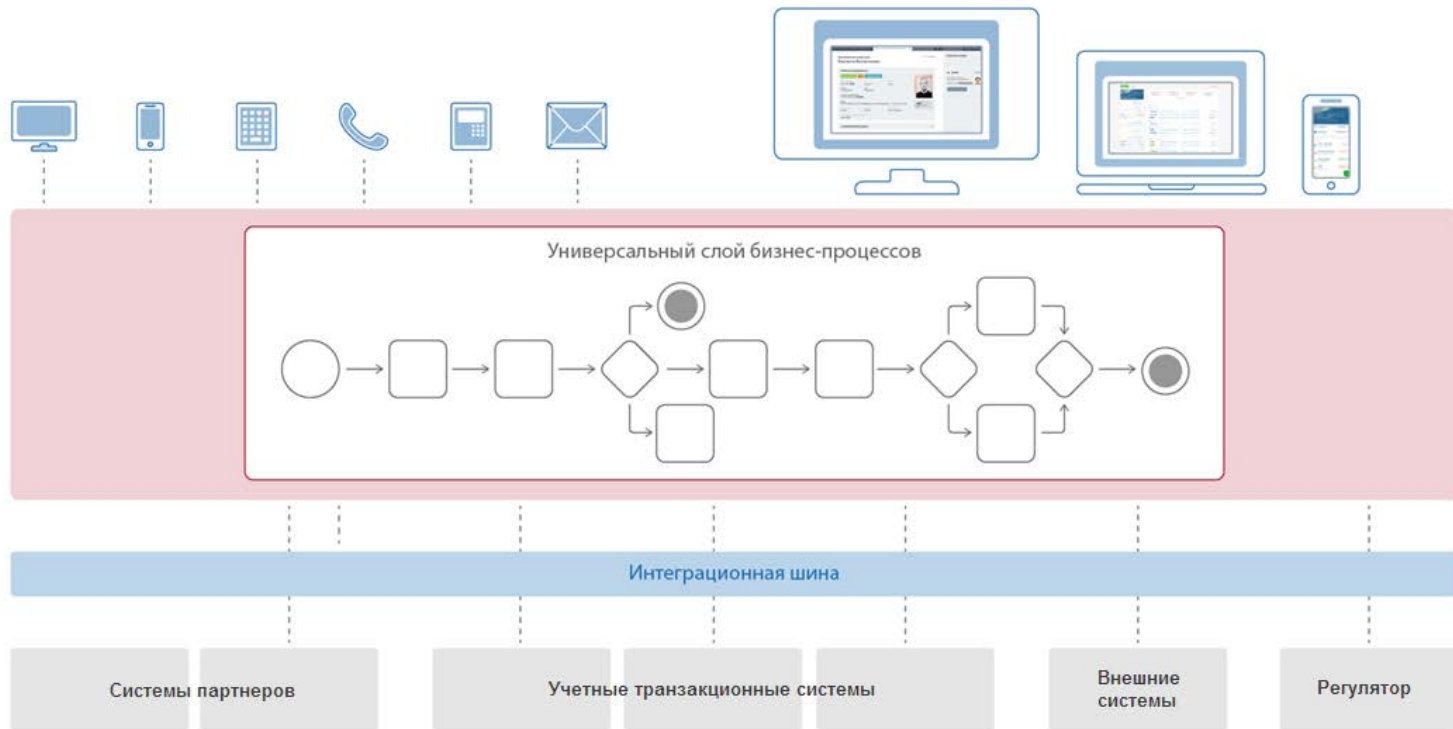 Универсальный слой бизнес-процессов
Интеграционная шина
Системы партнеров
Учетные транзакционные системы
Внешние
системы
Регулятор